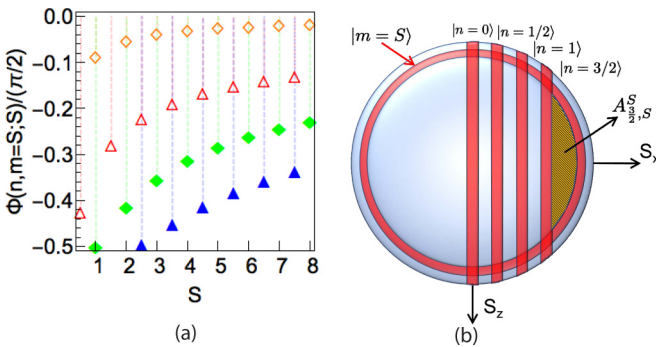 Φ(n,m=S;S)/(π/2)
0.0
-0.1
-0.2
-0.3
-0.4
-0.5
1 2 3 4 5 6 7 8
S
(a)
|m = S⟩
|n=0⟩ |n=1/2⟩
|n=1⟩
|n=3/2⟩
A^S_{3/2,S}
S_x
S_z
(b)